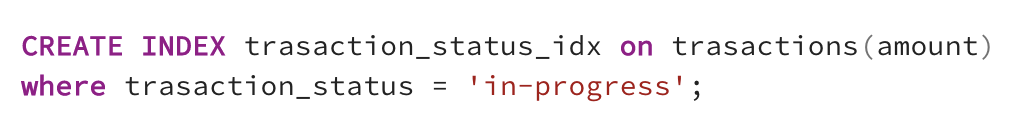 CREATE INDEX trasaction_status_idx on trasactions(amount)
where trasaction_status = 'in-progress';